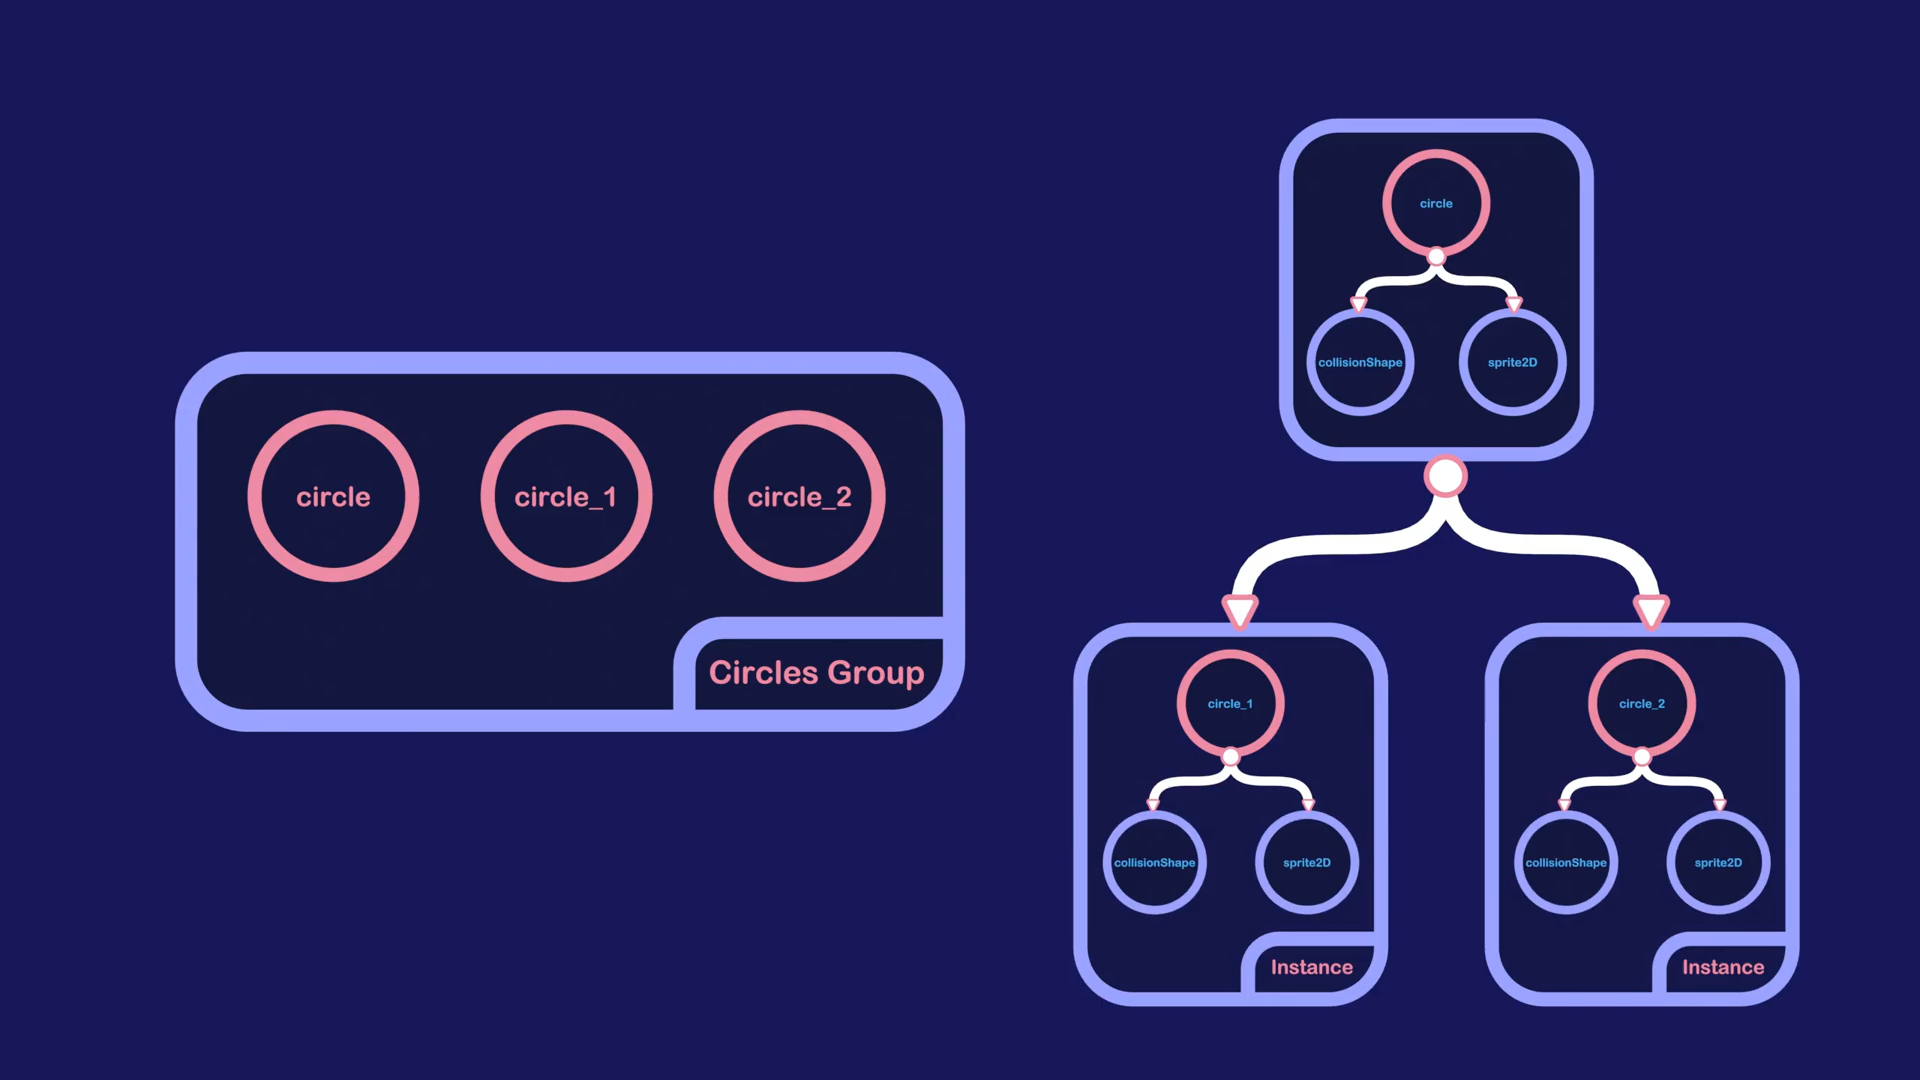 circle
circle_1
circle_2
Circles Group
circle
collisionShape
sprite2D
circle_1
collisionShape
sprite2D
Instance
circle_2
collisionShape
sprite2D
Instance